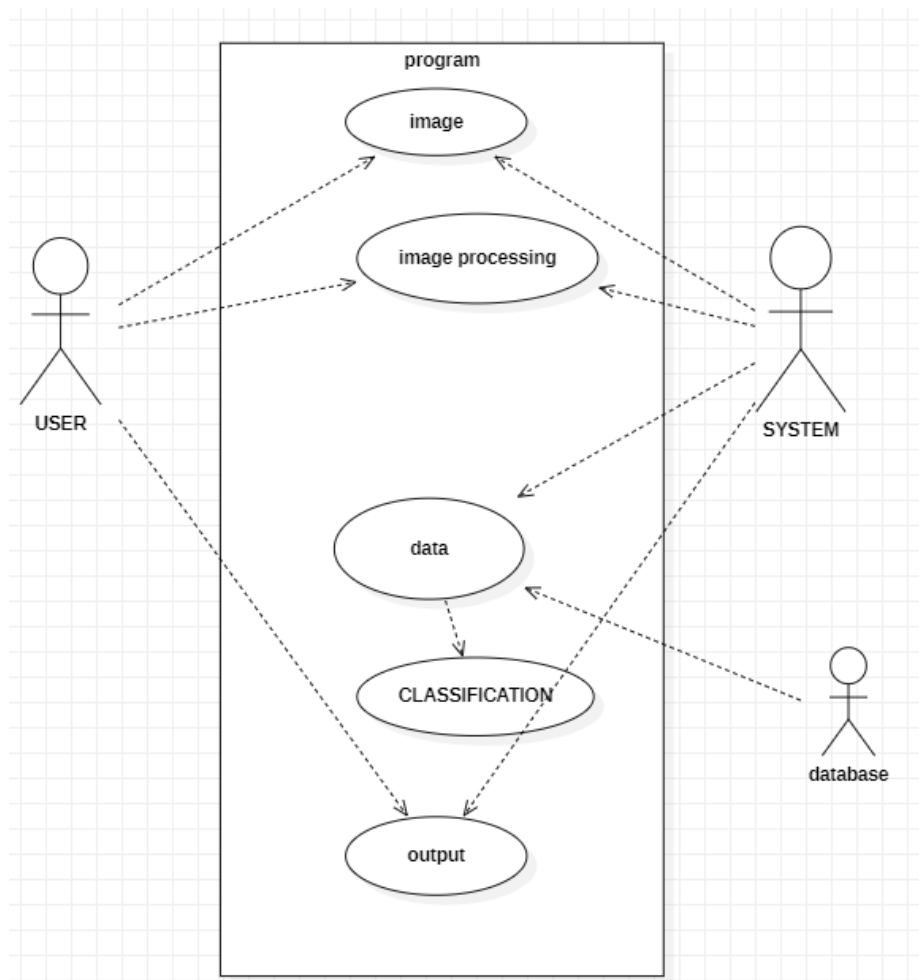 program
image
image processing
USER
SYSTEM
data
CLASSIFICATION
database
output